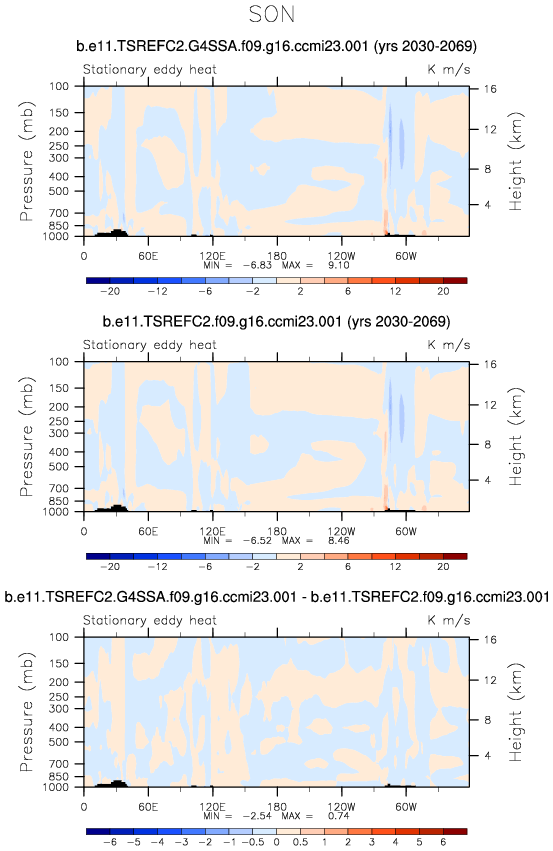 SON
b.e11.TSREFC2.G4SSA.f09.g16.ccmi23.001 (yrs 2030-2069)
Stationary eddy heat K m/s
Pressure (mb)
100
150
200
250
300
400
500
700
850
1000
16
12
8
4
Height (km)
0 60E 120E 180 120W 60W
MIN = -6.83 MAX = 9.10
-20 -12 -6 -2 2 6 12 20
b.e11.TSREFC2.f09.g16.ccmi23.001 (yrs 2030-2069)
Stationary eddy heat K m/s
Pressure (mb)
100
150
200
250
300
400
500
700
850
1000
16
12
8
4
Height (km)
0 60E 120E 180 120W 60W
MIN = -6.52 MAX = 8.46
-20 -12 -6 -2 2 6 12 20
b.e11.TSREFC2.G4SSA.f09.g16.ccmi23.001 - b.e11.TSREFC2.f09.g16.ccmi23.001
Stationary eddy heat K m/s
Pressure (mb)
100
150
200
250
300
400
500
700
850
1000
16
12
8
4
Height (km)
0 60E 120E 180 120W 60W
MIN = -2.54 MAX = 0.74
-6 -5 -4 -3 -2 -1 -0.5 0 0.5 1 2 3 4 5 6